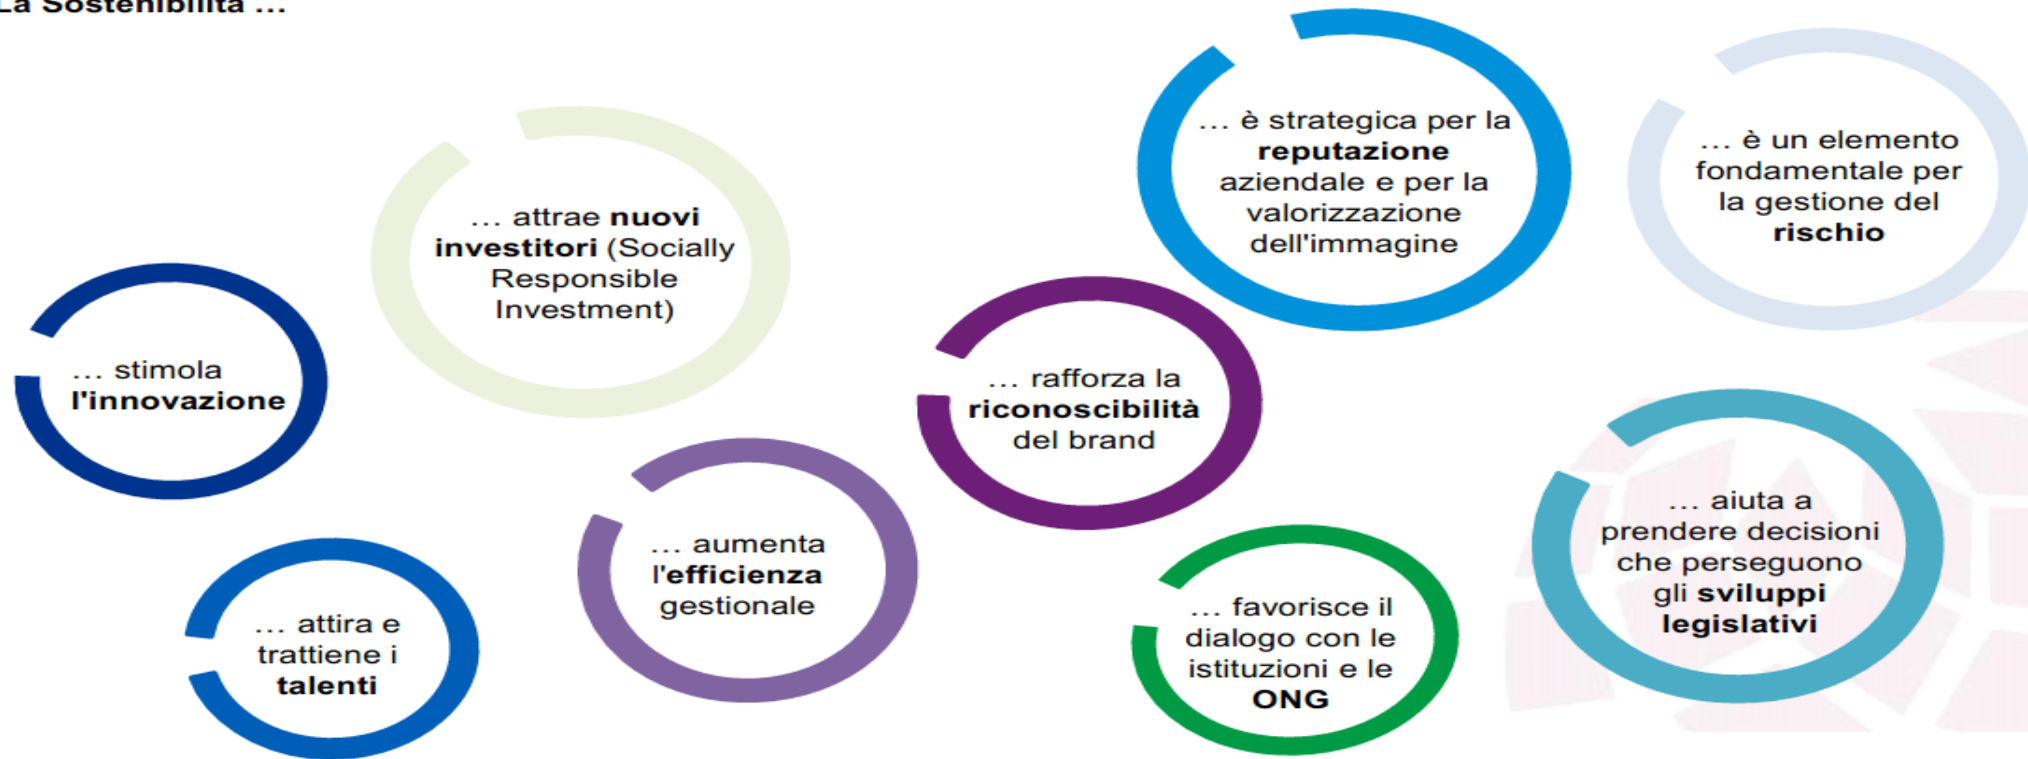 La Sostenibilità ...
... stimola
l'innovazione
... attrae nuovi
investitori (Socially
Responsible
Investment)
... attira e
trattiene i
talenti
... aumenta
l'efficienza
gestionale
... rafforza la
riconoscibilità
del brand
... è strategica per la
reputazione
aziendale e per la
valorizzazione
dell'immagine
... favorisce il
dialogo con le
istituzioni e le
ONG
... è un elemento
fondamentale per
la gestione del
rischio
... aiuta a
prendere decisioni
che perseguono
gli sviluppi
legislativi